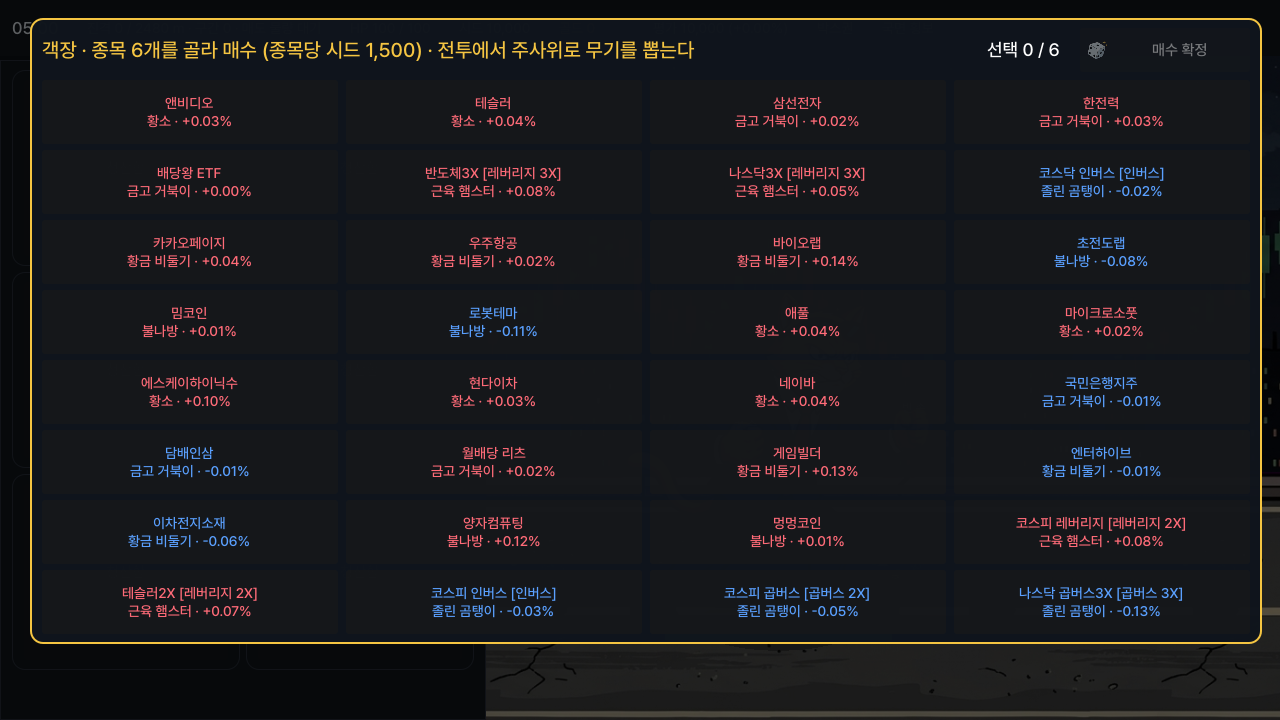 05
객장 · 종목 6개를 골라 매수 (종목당 시드 1,500) · 전투에서 주사위로 무기를 뽑는다
선택 0 / 6
매수 확정
앤비디오
황소 · +0.03%
테슬러
황소 · +0.04%
삼선전자
금고 거북이 · +0.02%
한전력
금고 거북이 · +0.03%
배당왕 ETF
금고 거북이 · +0.00%
반도체3X [레버리지 3X]
근육 햄스터 · +0.08%
나스닥3X [레버리지 3X]
근육 햄스터 · +0.05%
코스닥 인버스 [인버스]
졸린 곰탱이 · -0.02%
카카오페이지
황금 비둘기 · +0.04%
우주항공
황금 비둘기 · +0.02%
바이오랩
황금 비둘기 · +0.14%
초전도랩
불나방 · -0.08%
밈코인
불나방 · +0.01%
로봇테마
불나방 · -0.11%
애풀
황소 · +0.04%
마이크로소풋
황소 · +0.02%
에스케이하이닉수
황소 · +0.10%
현다이차
황소 · +0.03%
네이바
황소 · +0.04%
국민은행지주
금고 거북이 · -0.01%
담배인삼
금고 거북이 · -0.01%
월배당 리츠
금고 거북이 · +0.02%
게임빌더
황금 비둘기 · +0.13%
엔터하이브
황금 비둘기 · -0.01%
이차전지소재
황금 비둘기 · -0.06%
양자컴퓨팅
불나방 · +0.12%
멍멍코인
불나방 · +0.01%
코스피 레버리지 [레버리지 2X]
근육 햄스터 · +0.08%
테슬러2X [레버리지 2X]
근육 햄스터 · +0.07%
코스피 인버스 [인버스]
졸린 곰탱이 · -0.03%
코스피 곱버스 [곱버스 2X]
졸린 곰탱이 · -0.05%
나스닥 곱버스3X [곱버스 3X]
졸린 곰탱이 · -0.13%